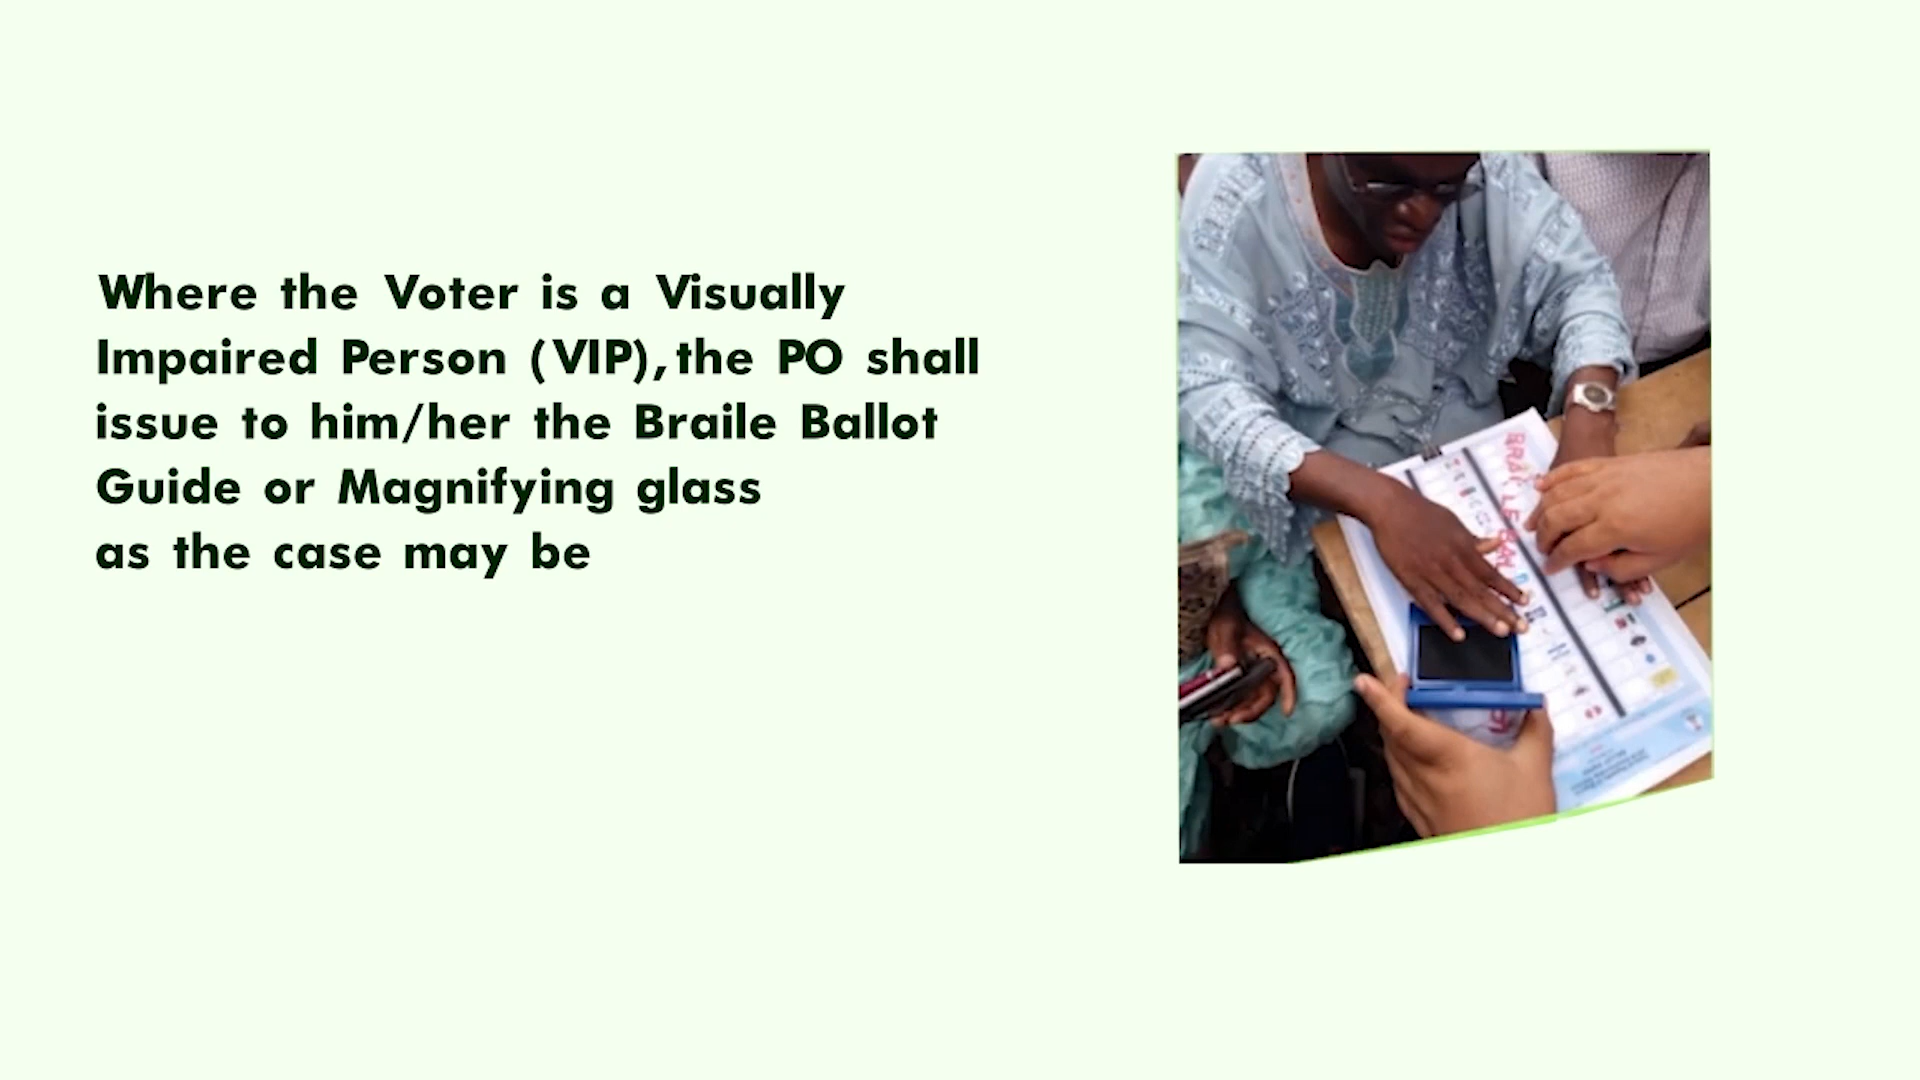 Where the Voter is a Visually
Impaired Person (VIP),the PO shall
issue to him/her the Braile Ballot
Guide or Magnifying glass
as the case may be